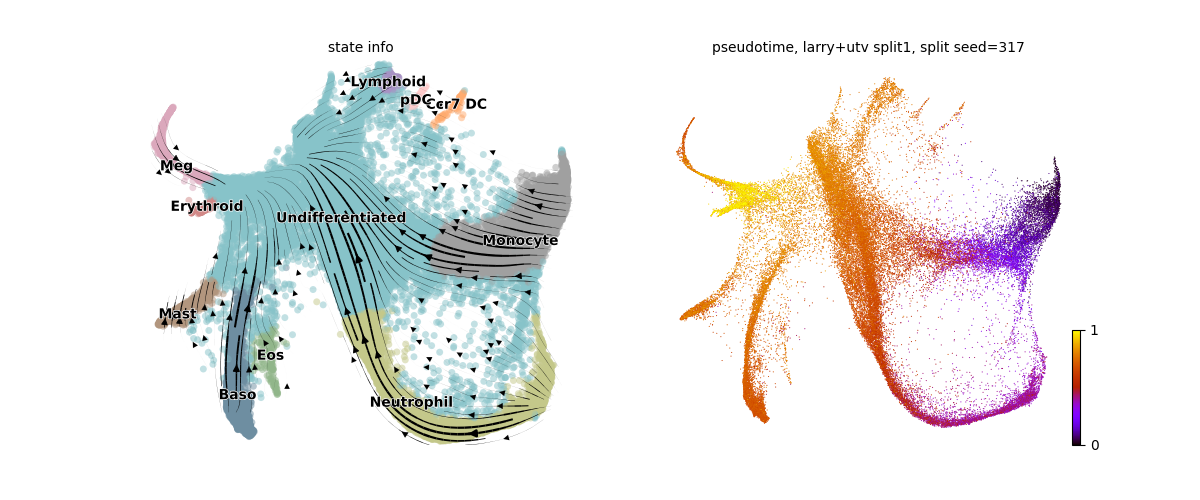 state info
pseudotime, larry+utv split1, split seed=317
Lymphoid
pDC
Ccr7 DC
Meg
Erythroid
Undifferentiated
Monocyte
Mast
Eos
Baso
Neutrophil
1
0